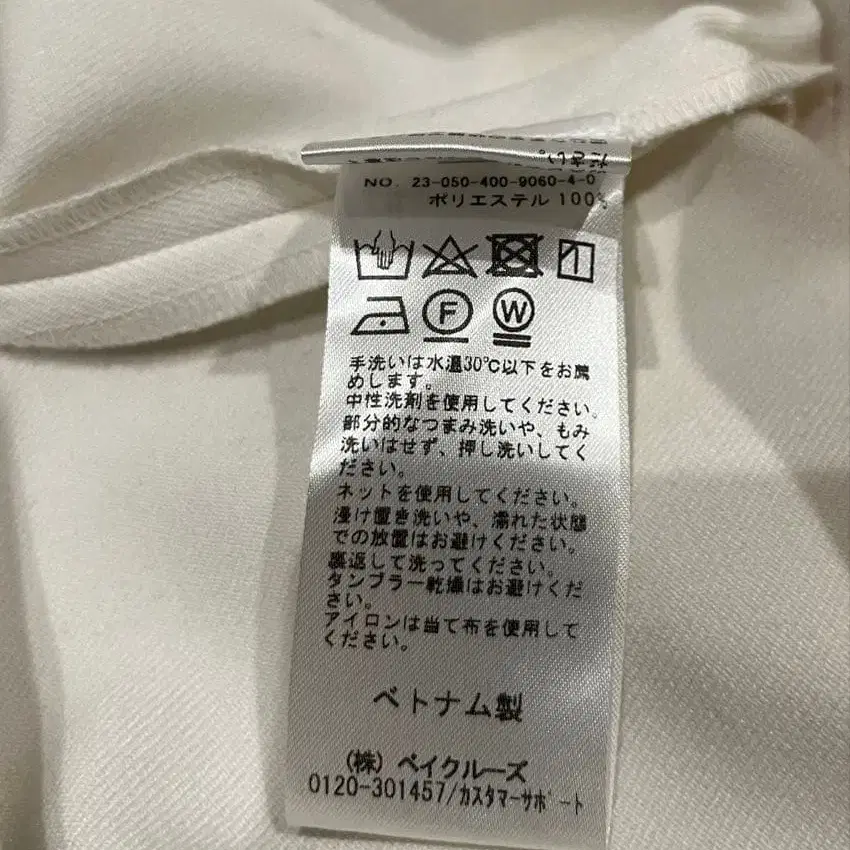 ださい。
NO. 23-050-400-9060-4-0
ポリエステル 100%
F
W
手洗いは水温30℃以下をお薦
めします。
中性洗剤を使用してください。
部分的なつまみ洗いや、もみ
洗いはせず、押し洗いしてく
ださい。
ネットを使用してください。
浸け置き洗いや、濡れた状態
での放置はお避けください。
裏返して洗ってください。
タンブラー乾燥はお避けくだ
さい。
アイロンは当て布を使用して
ください。
ベトナム製
(株) ベイクルーズ
0120-301457/カスタマーサポート